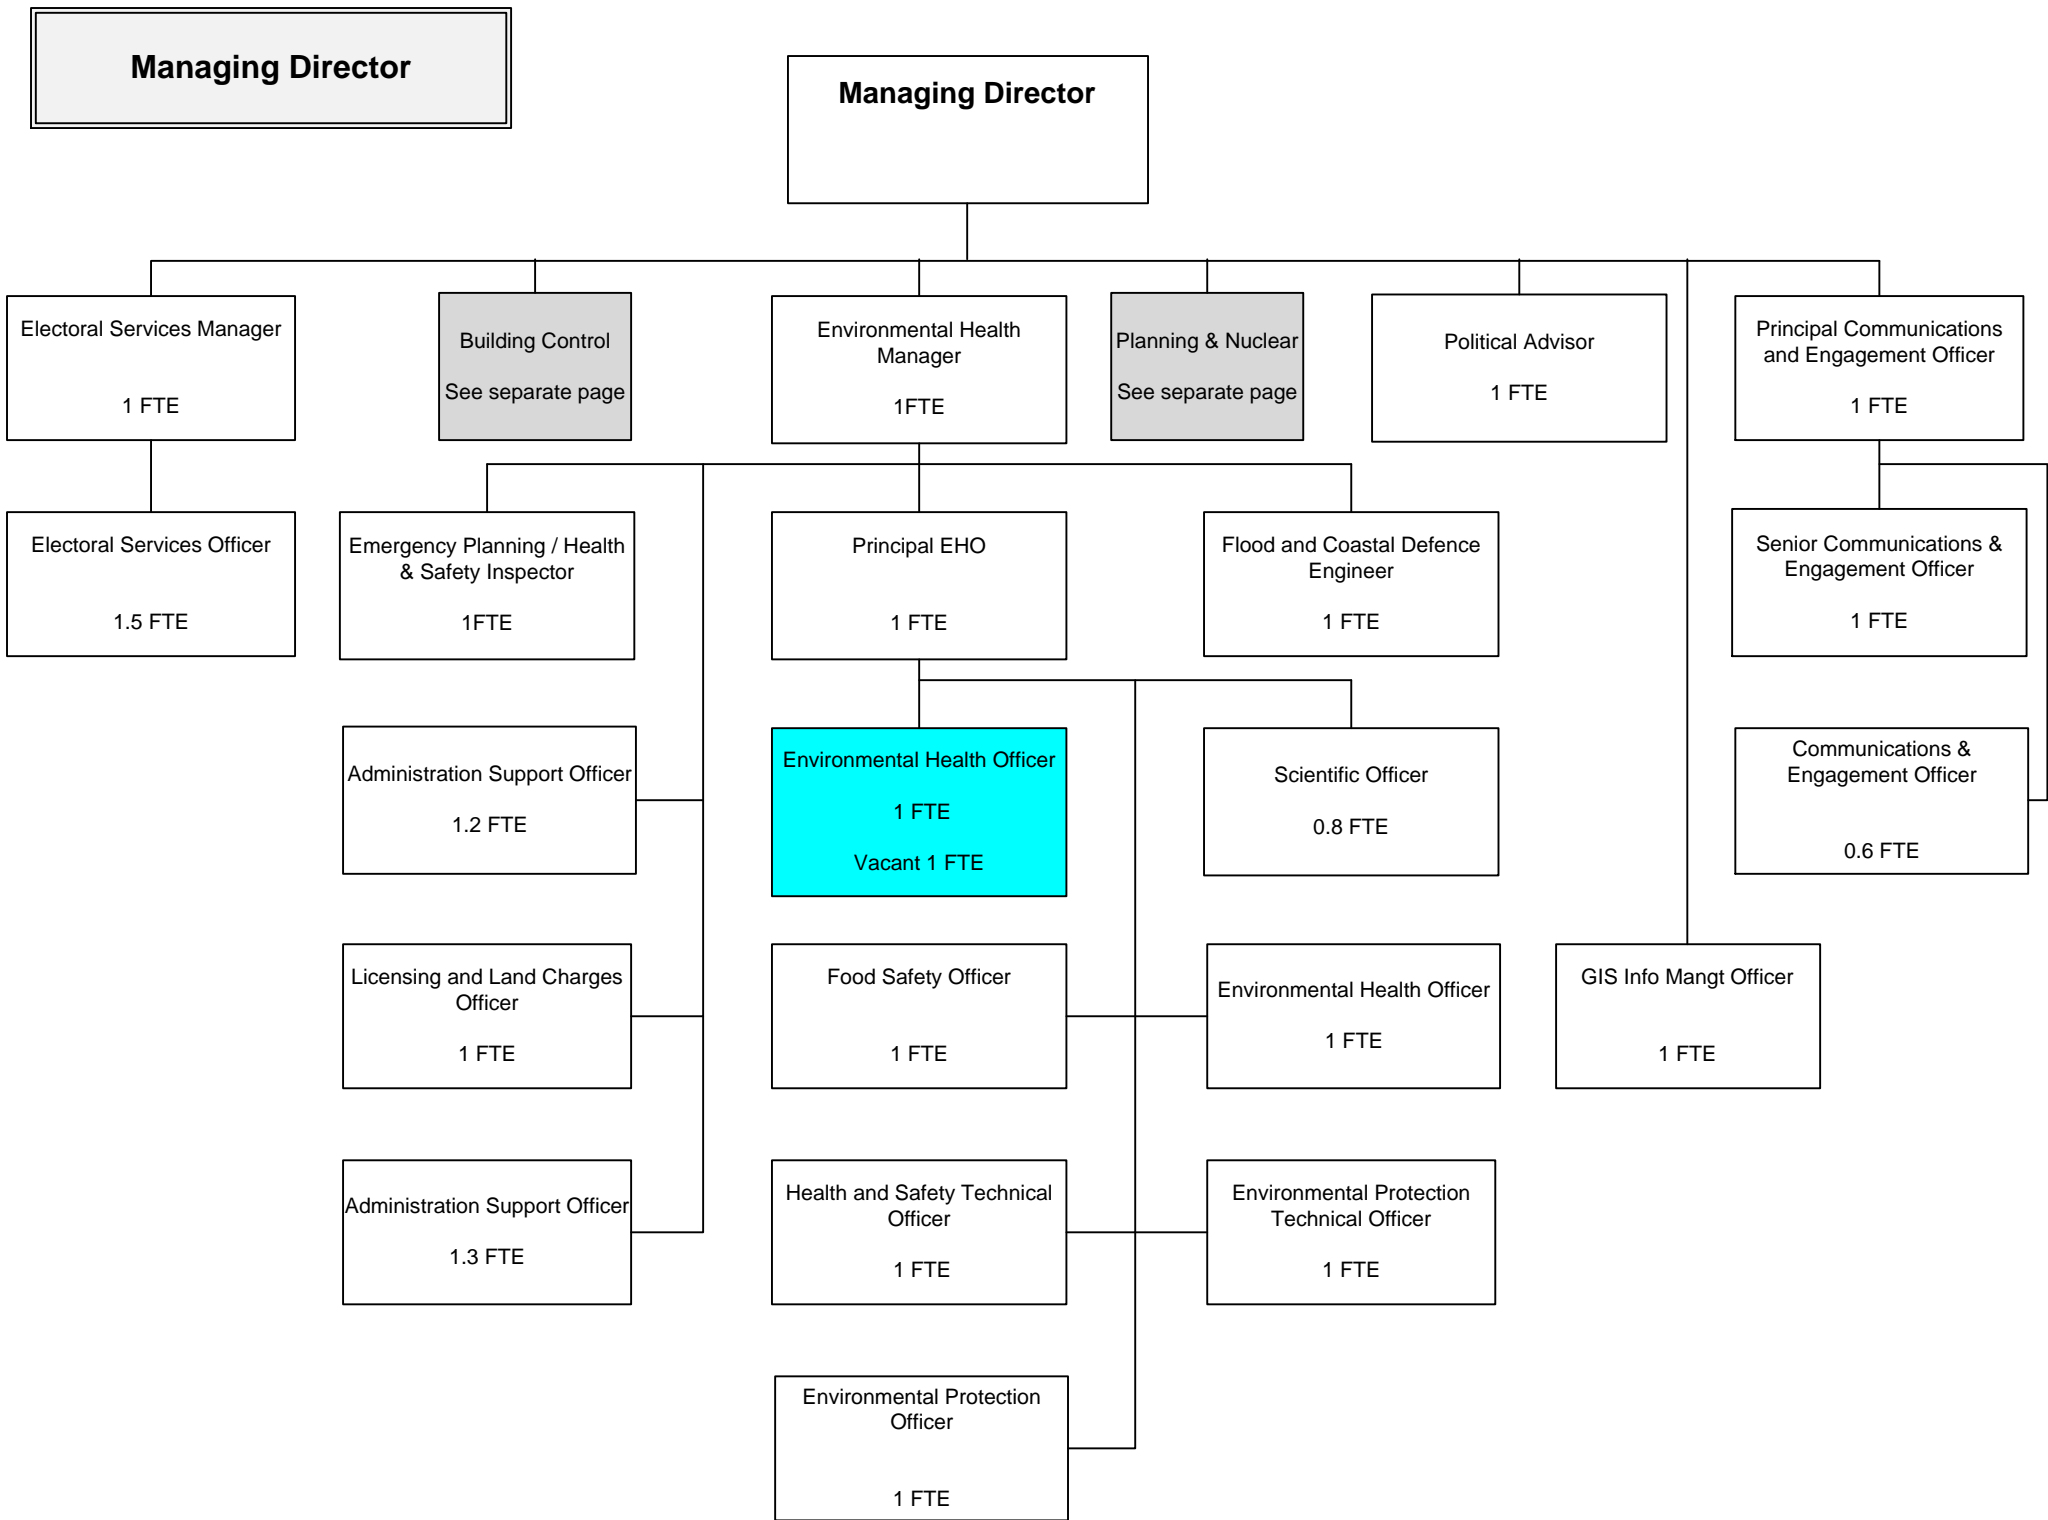 Managing Director
Managing Director
Electoral Services Manager
1 FTE
Building Control
See separate page
Environmental Health
Manager
1FTE
Planning & Nuclear
See separate page
Political Advisor
1 FTE
Principal Communications
and Engagement Officer
1 FTE
Electoral Services Officer
1.5 FTE
Emergency Planning / Health
& Safety Inspector
1FTE
Principal EHO
1 FTE
Flood and Coastal Defence
Engineer
1 FTE
Senior Communications &
Engagement Officer
1 FTE
Administration Support Officer
1.2 FTE
Environmental Health Officer
1 FTE
Vacant 1 FTE
Scientific Officer
0.8 FTE
Communications &
Engagement Officer
0.6 FTE
Licensing and Land Charges
Officer
1 FTE
Food Safety Officer
1 FTE
Environmental Health Officer
1 FTE
GIS Info Mangt Officer
1 FTE
Administration Support Officer
1.3 FTE
Health and Safety Technical
Officer
1 FTE
Environmental Protection
Technical Officer
1 FTE
Environmental Protection
Officer
1 FTE